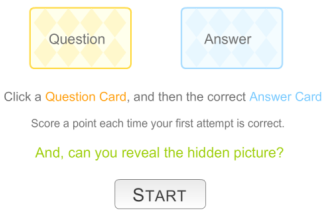 Question
Answer
Click a Question Card, and then the correct Answer Card
Score a point each time your first attempt is correct.
And, can you reveal the hidden picture?
START